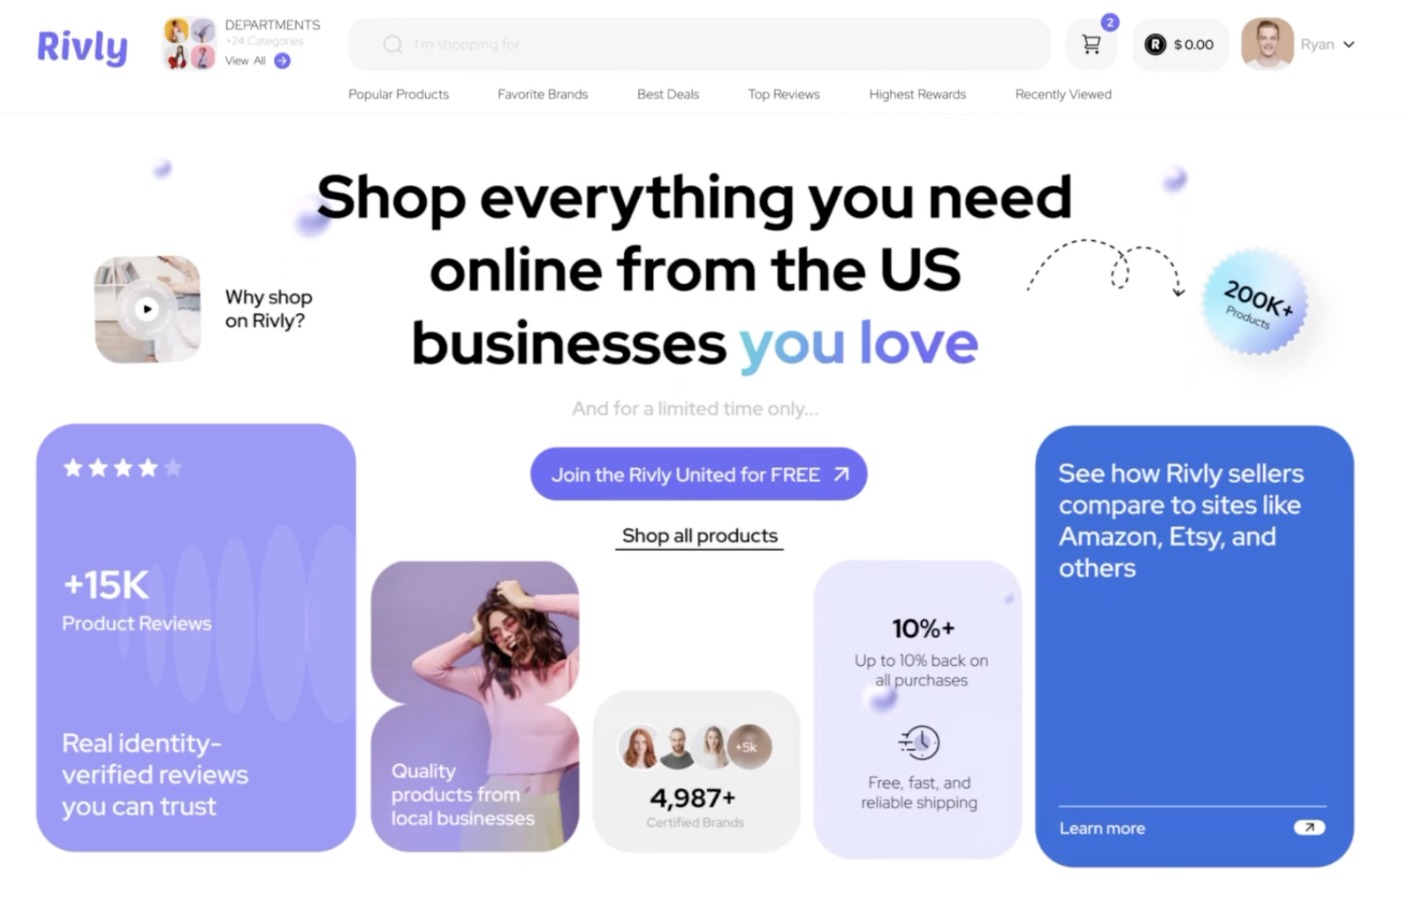 Rivly
DEPARTMENTS
+24 Categories
View All
I'm shopping for
2
R
$ 0.00
Ryan
Popular Products
Favorite Brands
Best Deals
Top Reviews
Highest Rewards
Recently Viewed
Shop everything you need
online from the US
businesses you love
Why shop
on Rivly?
200K+
Products
And for a limited time only...
Join the Rivly United for FREE
Shop all products
+15K
Product Reviews
Real identity-
verified reviews
you can trust
Quality
products from
local businesses
+5k
4,987+
Certified Brands
10%+
Up to 10% back on
all purchases
Free, fast, and
reliable shipping
See how Rivly sellers
compare to sites like
Amazon, Etsy, and
others
Learn more